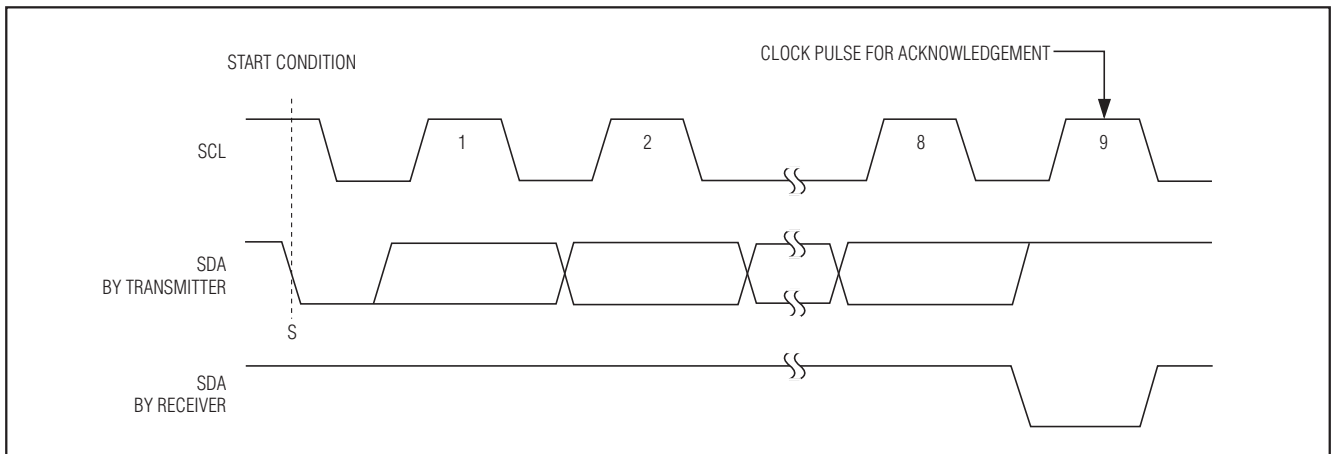 START CONDITION
CLOCK PULSE FOR ACKNOWLEDGEMENT
SCL
1
2
8
9
SDA
BY TRANSMITTER
S
SDA
BY RECEIVER